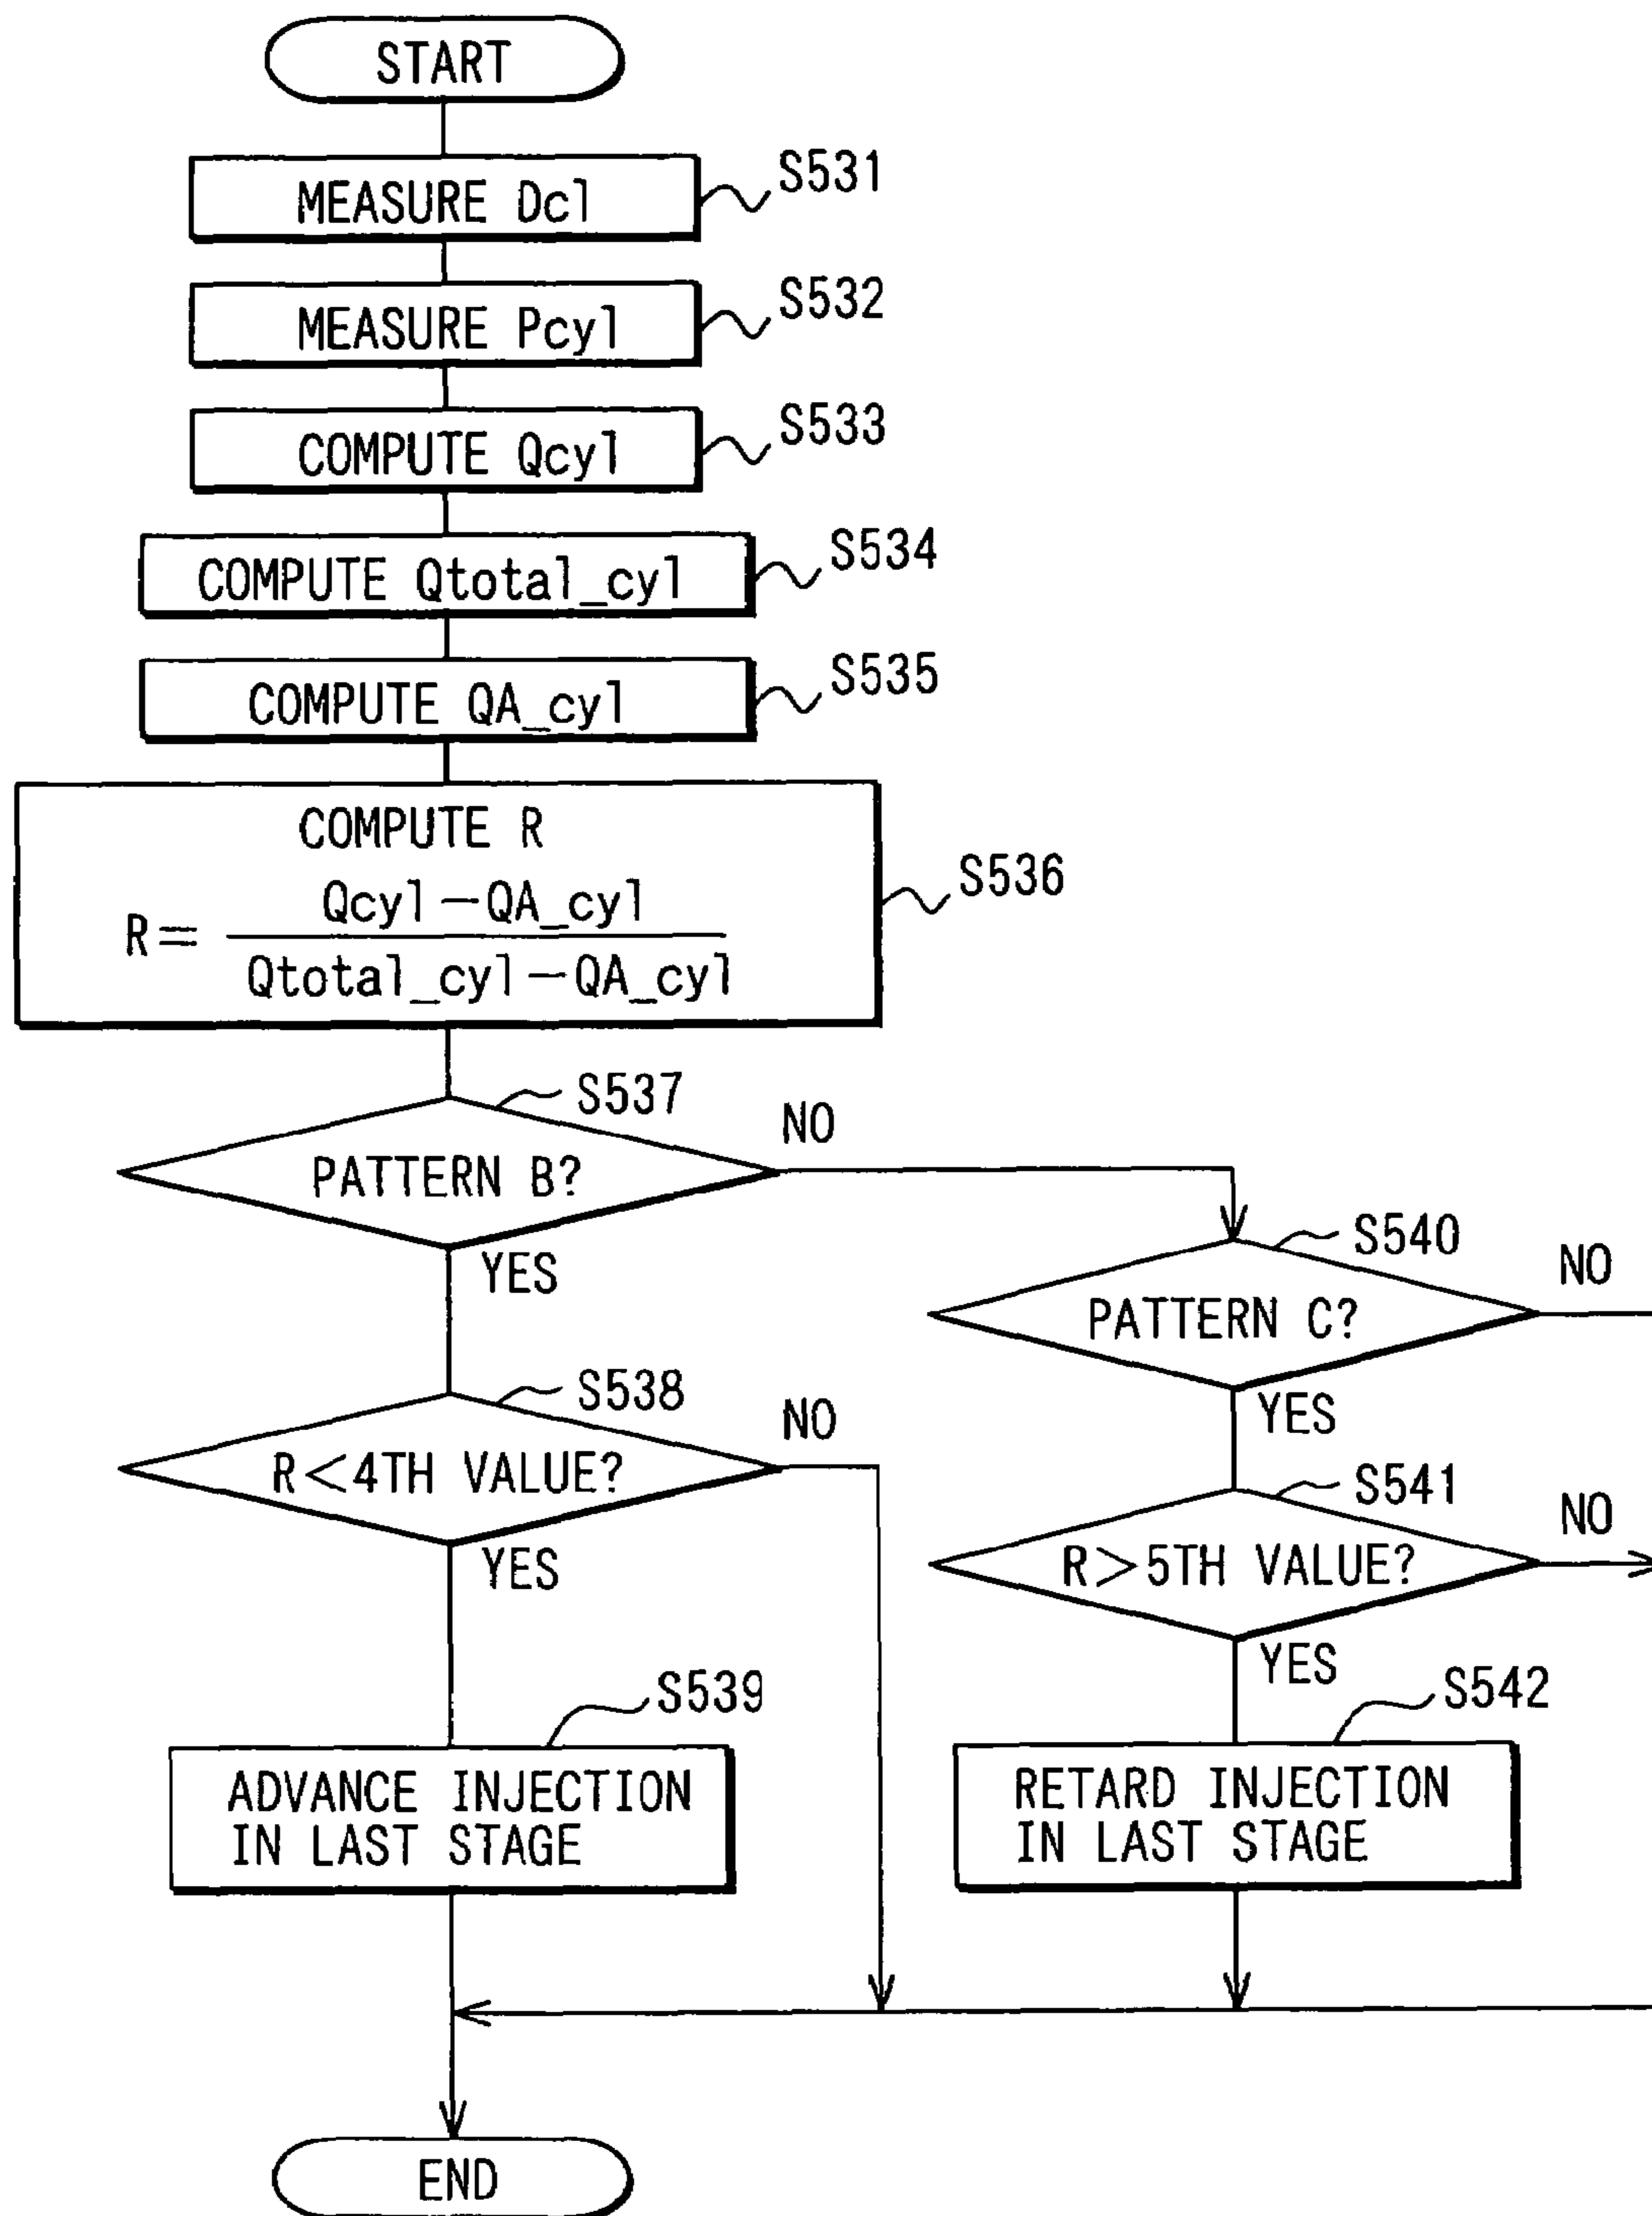 START
MEASURE Dcl
S531
MEASURE Pcyl
S532
COMPUTE Qcyl
S533
COMPUTE Qtotal_cyl
S534
COMPUTE QA_cyl
S535
COMPUTE R
R= Qcyl-QA_cyl
Qtotal_cyl-QA_cyl
S536
S537
PATTERN B?
NO
YES
S540
PATTERN C?
NO
YES
S538
R<4TH VALUE?
NO
YES
S541
R>5TH VALUE?
NO
YES
S539
ADVANCE INJECTION
IN LAST STAGE
S542
RETARD INJECTION
IN LAST STAGE
END